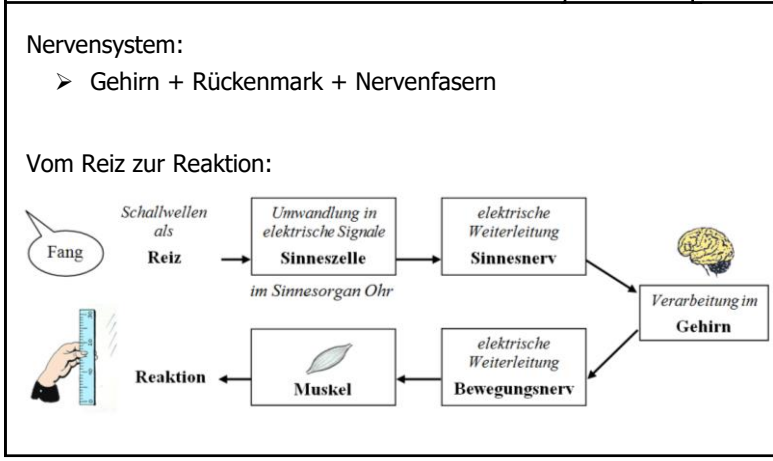 Nervensystem:
➢ Gehirn + Rückenmark + Nervenfasern
Vom Reiz zur Reaktion:
Fang
Schallwellen
als
Reiz
Umwandlung in
elektrische Signale
Sinneszelle
im Sinnesorgan Ohr
elektrische
Weiterleitung
Sinnesnerv
Verarbeitung im
Gehirn
elektrische
Weiterleitung
Bewegungsnerv
Muskel
Reaktion